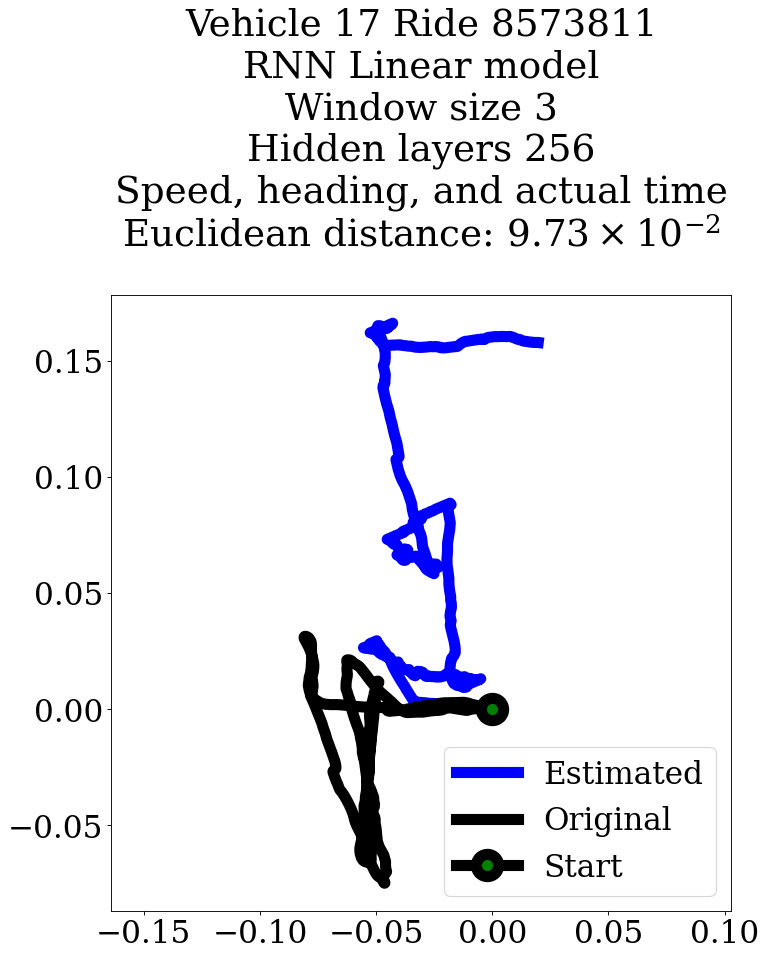 Vehicle 17 Ride 8573811
RNN Linear model
Window size 3
Hidden layers 256
Speed, heading, and actual time
Euclidean distance: 9.73 × 10⁻²
0.15
0.10
0.05
0.00
−0.05
Estimated
Original
Start
−0.15 −0.10 −0.05 0.00 0.05 0.10